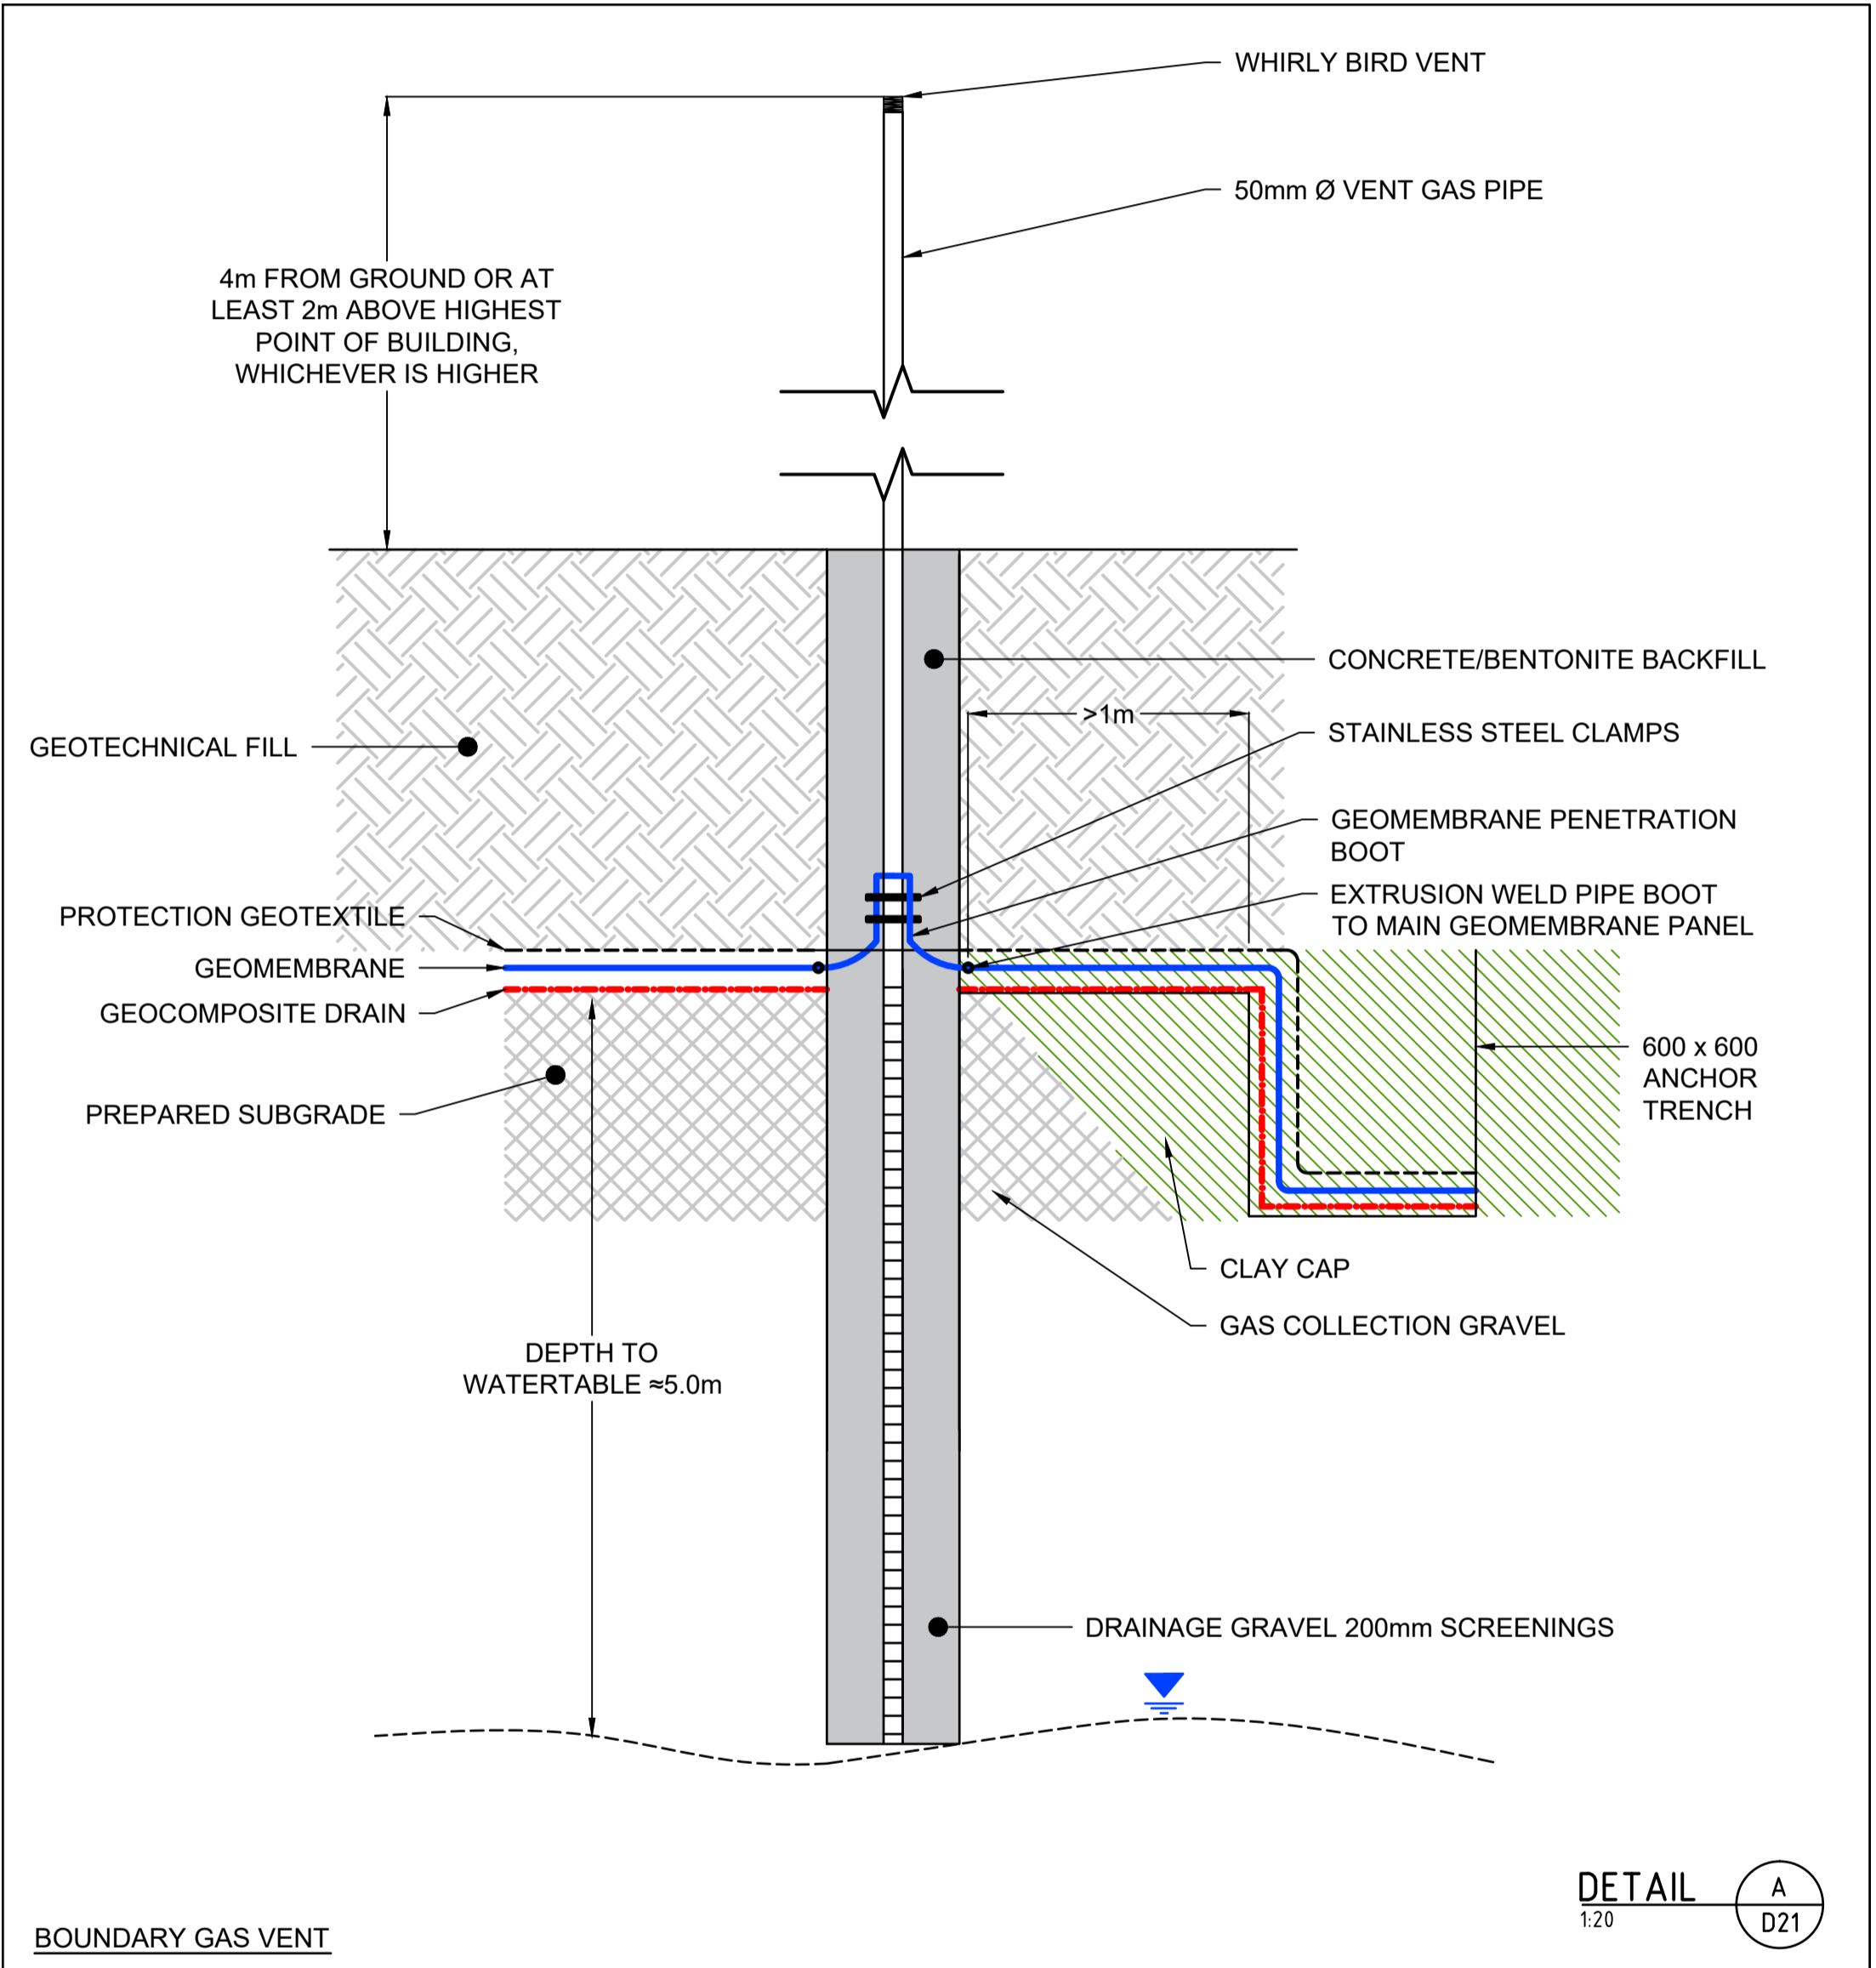 WHIRLY BIRD VENT
50mm Ø VENT GAS PIPE
4m FROM GROUND OR AT
LEAST 2m ABOVE HIGHEST
POINT OF BUILDING,
WHICHEVER IS HIGHER
CONCRETE/BENTONITE BACKFILL
>1m
STAINLESS STEEL CLAMPS
GEOTECHNICAL FILL
GEOMEMBRANE PENETRATION
BOOT
EXTRUSION WELD PIPE BOOT
TO MAIN GEOMEMBRANE PANEL
PROTECTION GEOTEXTILE
GEOMEMBRANE
GEOCOMPOSITE DRAIN
600 x 600
ANCHOR
TRENCH
PREPARED SUBGRADE
CLAY CAP
GAS COLLECTION GRAVEL
DEPTH TO
WATERTABLE ≈5.0m
DRAINAGE GRAVEL 200mm SCREENINGS
DETAIL
1:20
A
D21
BOUNDARY GAS VENT